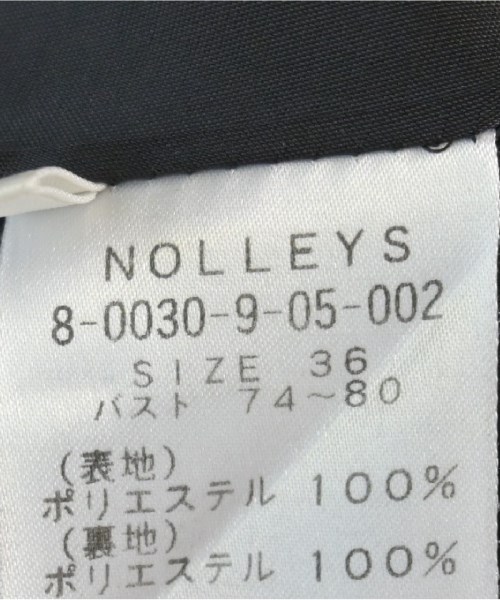 NOLLEYS
8-0030-9-05-002
SIZE 36
バスト 74~80
(表地)
ポリエステル 100%
(裏地)
ポリエステル 100%